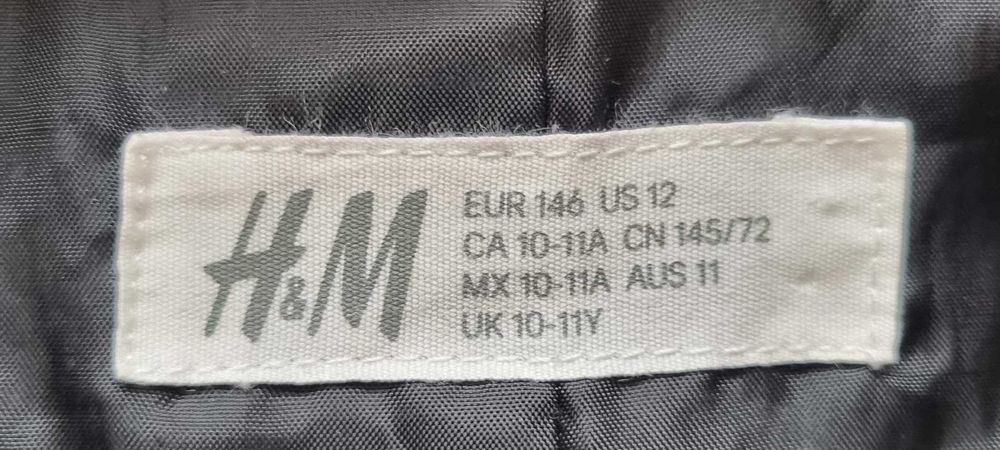 H&M
EUR 146 US 12
CA 10-11A CN 145/72
MX 10-11A AUS 11
UK 10-11Y